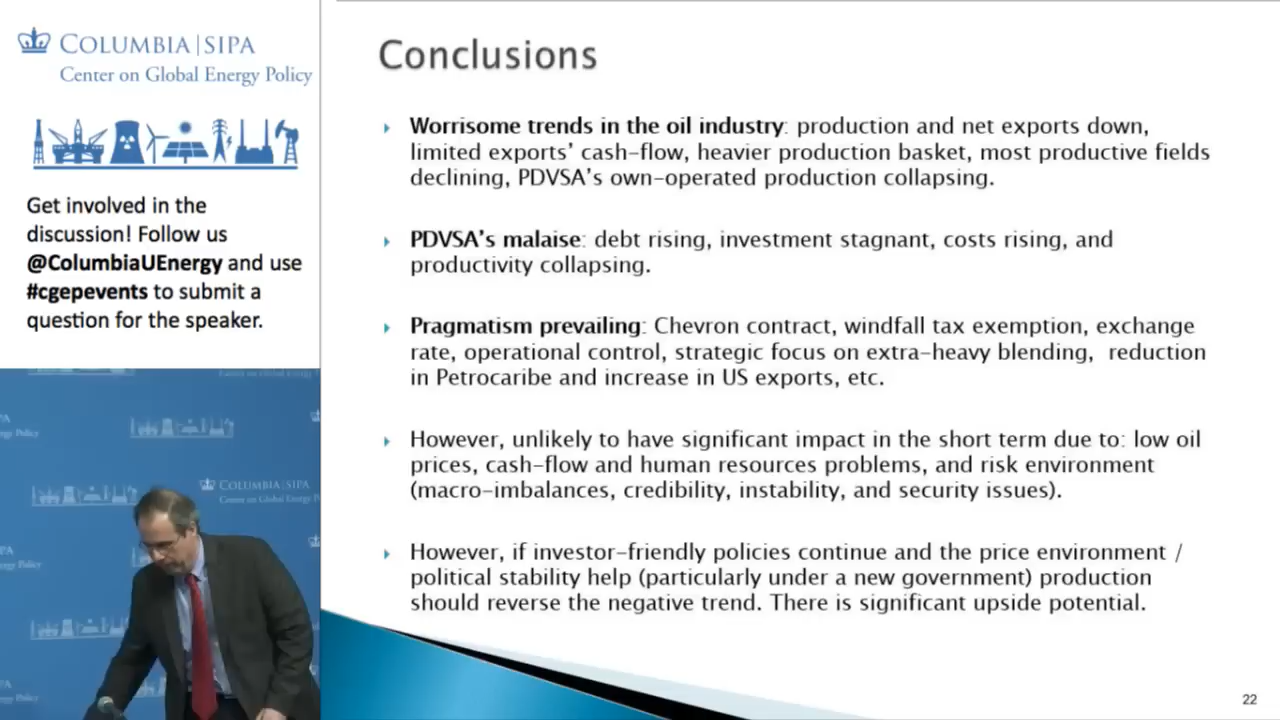 COLUMBIA | SIPA
Center on Global Energy Policy
Get involved in the
discussion! Follow us
@ColumbiaUEnergy and use
#cgepevents to submit a
question for the speaker.
Conclusions
Worrisome trends in the oil industry: production and net exports down,
limited exports’ cash-flow, heavier production basket, most productive fields
declining, PDVSA’s own-operated production collapsing.
PDVSA’s malaise: debt rising, investment stagnant, costs rising, and
productivity collapsing.
Pragmatism prevailing: Chevron contract, windfall tax exemption, exchange
rate, operational control, strategic focus on extra-heavy blending, reduction
in Petrocaribe and increase in US exports, etc.
However, unlikely to have significant impact in the short term due to: low oil
prices, cash-flow and human resources problems, and risk environment
(macro-imbalances, credibility, instability, and security issues).
However, if investor-friendly policies continue and the price environment /
political stability help (particularly under a new government) production
should reverse the negative trend. There is significant upside potential.
22
COLUMBIA | SIPA
Center on Global Energy Policy